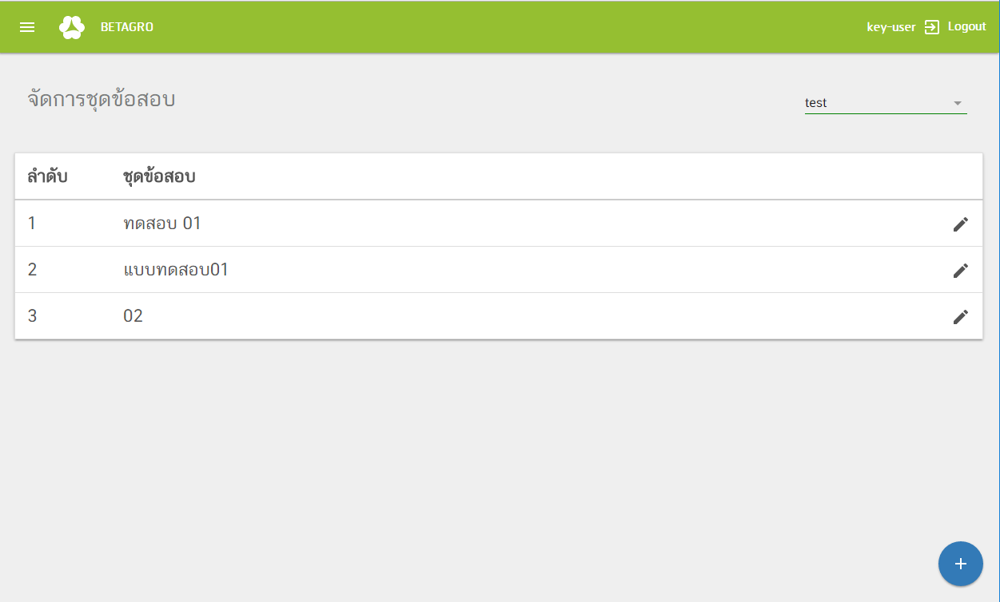 BETAGRO
key-user Logout
จัดการชุดข้อสอบ
test
ลำดับ ชุดข้อสอบ
1 ทดสอบ 01
2 แบบทดสอบ01
3 02